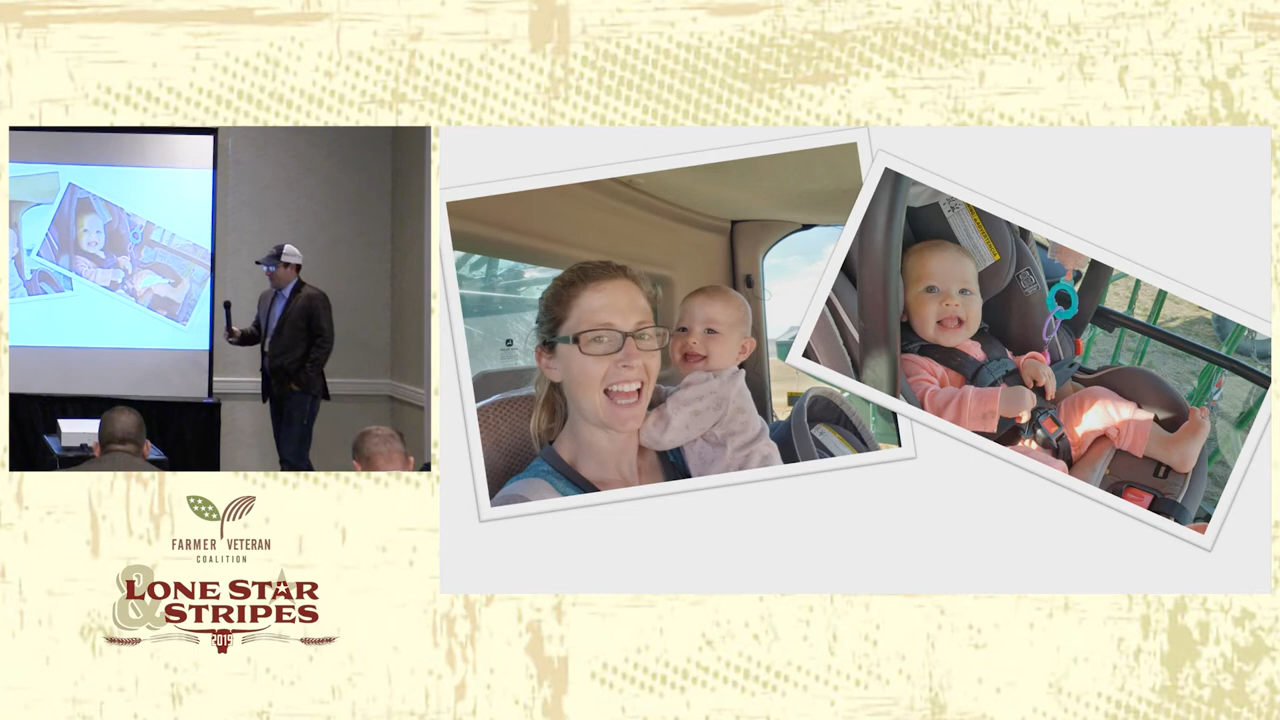 FARMER VETERAN
COALITION
LONE STAR
& STRIPES
2019